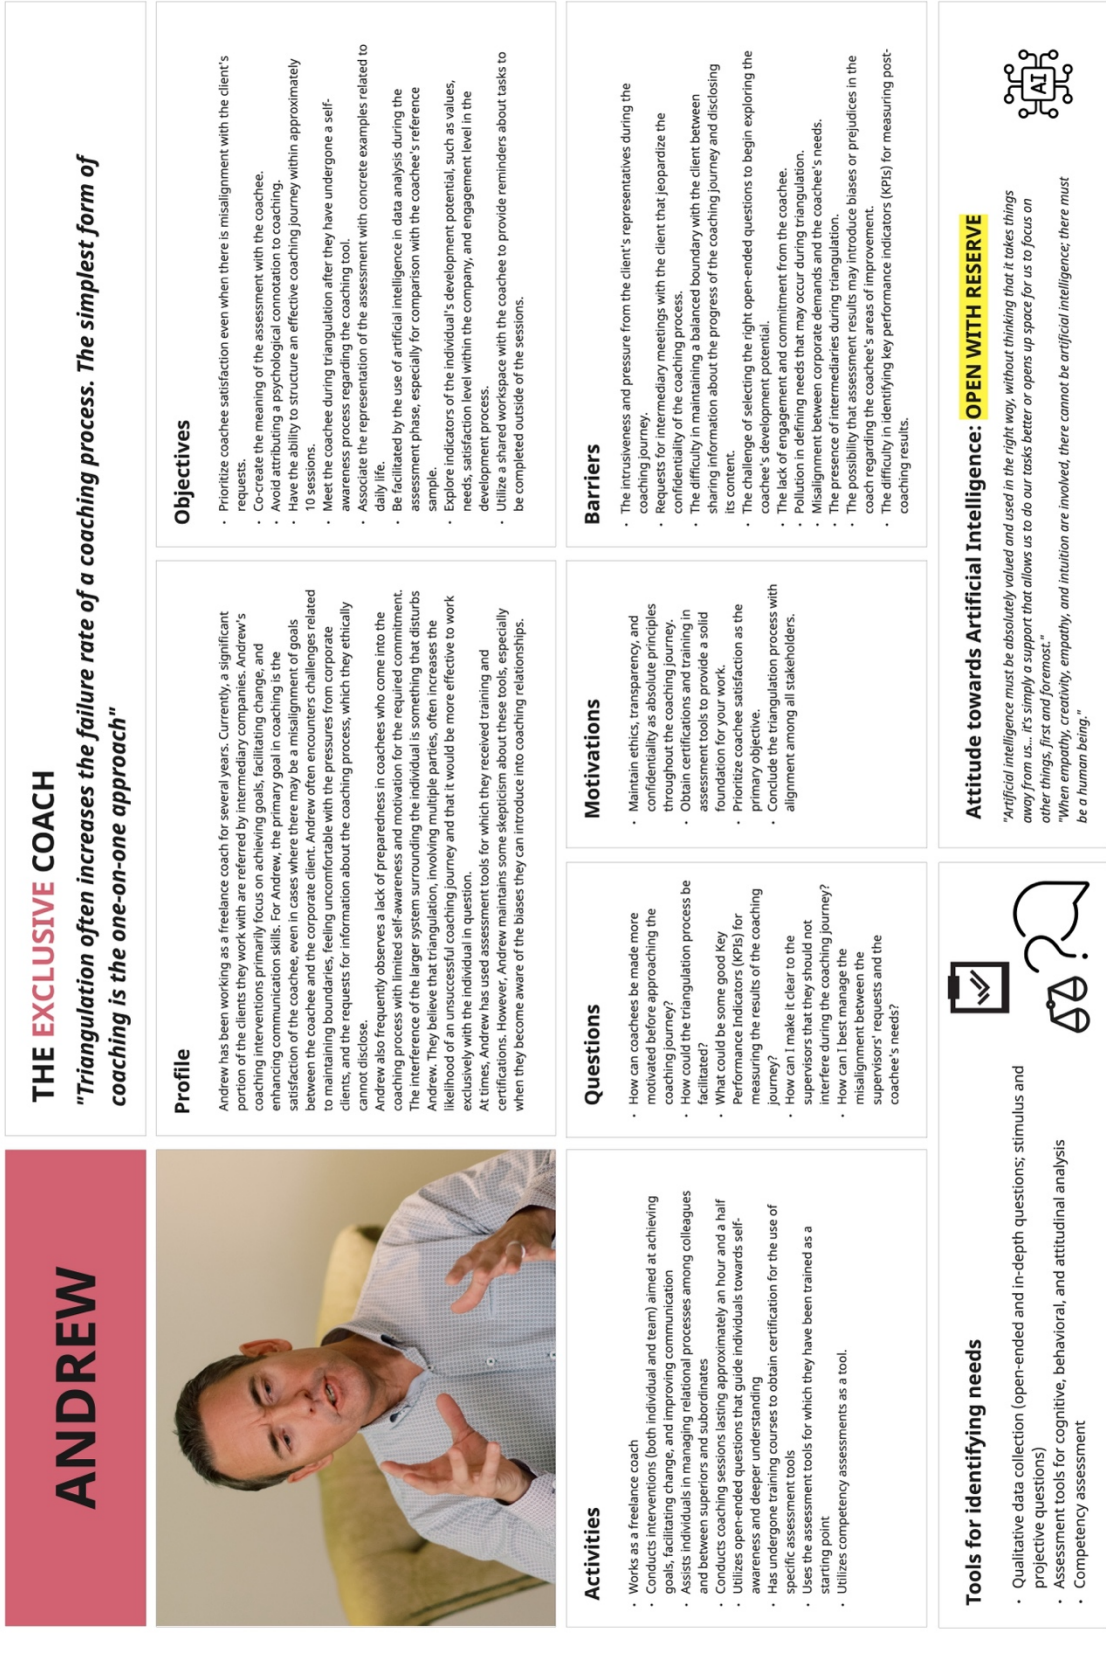 ANDREW
THE EXCLUSIVE COACH
"Triangulation often increases the failure rate of a coaching process. The simplest form of
coaching is the one-on-one approach"
Profile
Andrew has been working as a freelance coach for several years. Currently, a significant
portion of the clients they work with are referred by intermediary companies. Andrew's
coaching interventions primarily focus on achieving goals, facilitating change, and
enhancing communication skills. For Andrew, the primary goal in coaching is the
satisfaction of the coachee, even in cases where there may be a misalignment of goals
between the coachee and the corporate client. Andrew often encounters challenges related
to maintaining boundaries, feeling uncomfortable with the pressures from corporate
clients, and the requests for information about the coaching process, which they ethically
cannot disclose.
Andrew also frequently observes a lack of preparedness in coachees who come into the
coaching process with limited self-awareness and motivation for the required commitment.
The interference of the larger system surrounding the individual is something that disturbs
Andrew. They believe that triangulation, involving multiple parties, often increases the
likelihood of an unsuccessful coaching journey and that it would be more effective to work
exclusively with the individual in question.
At times, Andrew has used assessment tools for which they received training and
certifications. However, Andrew maintains some skepticism about these tools, especially
when they become aware of the biases they can introduce into coaching relationships.
Objectives
• Prioritize coachee satisfaction even when there is misalignment with the client's
requests.
• Co-create the meaning of the assessment with the coachee.
• Avoid attributing a psychological connotation to coaching.
• Have the ability to structure an effective coaching journey within approximately
10 sessions.
• Meet the coachee during triangulation after they have undergone a self-
awareness process regarding the coaching tool.
• Associate the representation of the assessment with concrete examples related to
daily life.
• Be facilitated by the use of artificial intelligence in data analysis during the
assessment phase, especially for comparison with the coachee's reference
sample.
• Explore indicators of the individual's development potential, such as values,
needs, satisfaction level within the company, and engagement level in the
development process.
• Utilize a shared workspace with the coachee to provide reminders about tasks to
be completed outside of the sessions.
Activities
• Works as a freelance coach
• Conducts interventions (both individual and team) aimed at achieving
goals, facilitating change, and improving communication
• Assists individuals in managing relational processes among colleagues
and between superiors and subordinates
• Conducts coaching sessions lasting approximately an hour and a half
• Utilizes open-ended questions that guide individuals towards self-
awareness and deeper understanding
• Has undergone training courses to obtain certification for the use of
specific assessment tools
• Uses the assessment tools for which they have been trained as a
starting point
• Utilizes competency assessments as a tool.
Questions
• How can coachees be made more
motivated before approaching the
coaching journey?
• How could the triangulation process be
facilitated?
• What could be some good Key
Performance Indicators (KPIs) for
measuring the results of the coaching
journey?
• How can I make it clear to the
supervisors that they should not
interfere during the coaching journey?
• How can I best manage the
misalignment between the
supervisors' requests and the
coachee's needs?
Motivations
• Maintain ethics, transparency, and
confidentiality as absolute principles
throughout the coaching journey.
• Obtain certifications and training in
assessment tools to provide a solid
foundation for your work.
• Prioritize coachee satisfaction as the
primary objective.
• Conclude the triangulation process with
alignment among all stakeholders.
Barriers
• The intrusiveness and pressure from the client's representatives during the
coaching journey.
• Requests for intermediary meetings with the client that jeopardize the
confidentiality of the coaching process.
• The difficulty in maintaining a balanced boundary with the client between
sharing information about the progress of the coaching journey and disclosing
its content.
• The challenge of selecting the right open-ended questions to begin exploring the
coachee's development potential.
• The lack of engagement and commitment from the coachee.
• Pollution in defining needs that may occur during triangulation.
• Misalignment between corporate demands and the coachee's needs.
• The presence of intermediaries during triangulation.
• The possibility that assessment results may introduce biases or prejudices in the
coach regarding the coachee's areas of improvement.
• The difficulty in identifying key performance indicators (KPIs) for measuring post-
coaching results.
Tools for identifying needs
• Qualitative data collection (open-ended and in-depth questions; stimulus and
projective questions)
• Assessment tools for cognitive, behavioral, and attitudinal analysis
• Competency assessment
Attitude towards Artificial Intelligence: OPEN WITH RESERVE
"Artificial intelligence must be absolutely valued and used in the right way, without thinking that it takes things
away from us... it's simply a support that allows us to do our tasks better or opens up space for us to focus on
other things, first and foremost."
"When empathy, creativity, empathy, and intuition are involved, there cannot be artificial intelligence; there must
be a human being."
AI